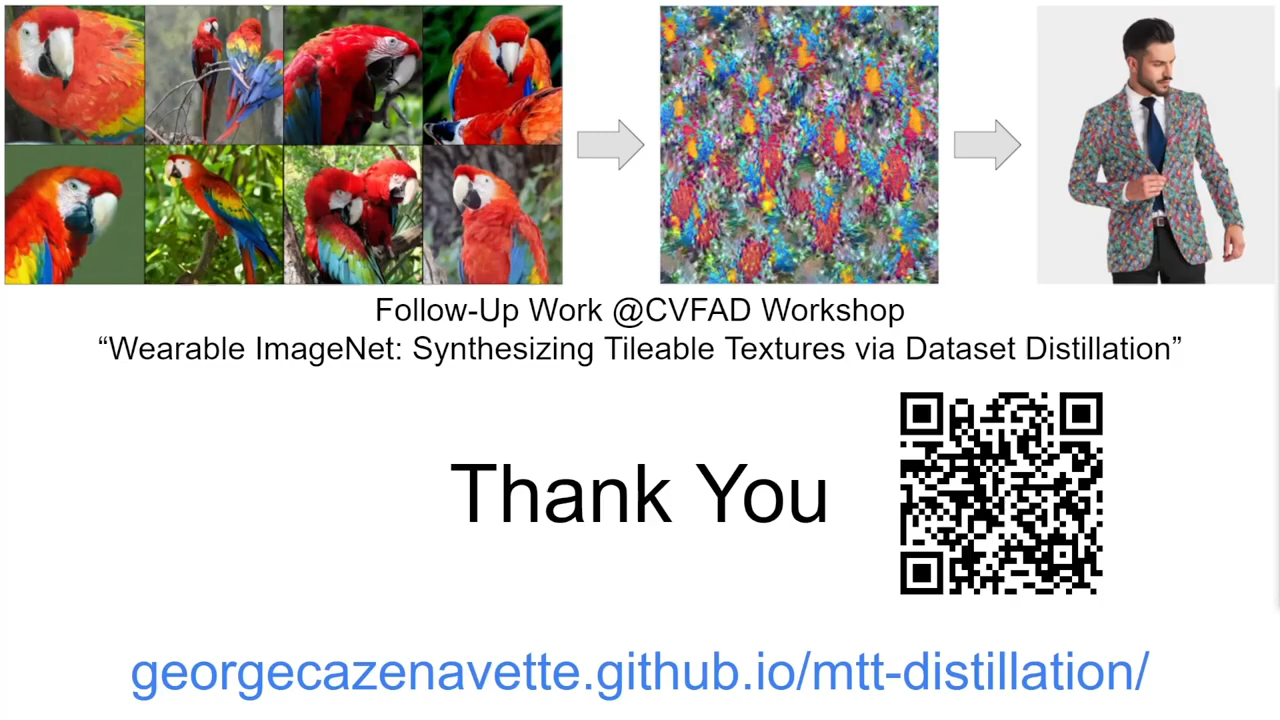 Follow-Up Work @CVFAD Workshop
“Wearable ImageNet: Synthesizing Tileable Textures via Dataset Distillation”
Thank You
georgecazenavette.github.io/mtt-distillation/